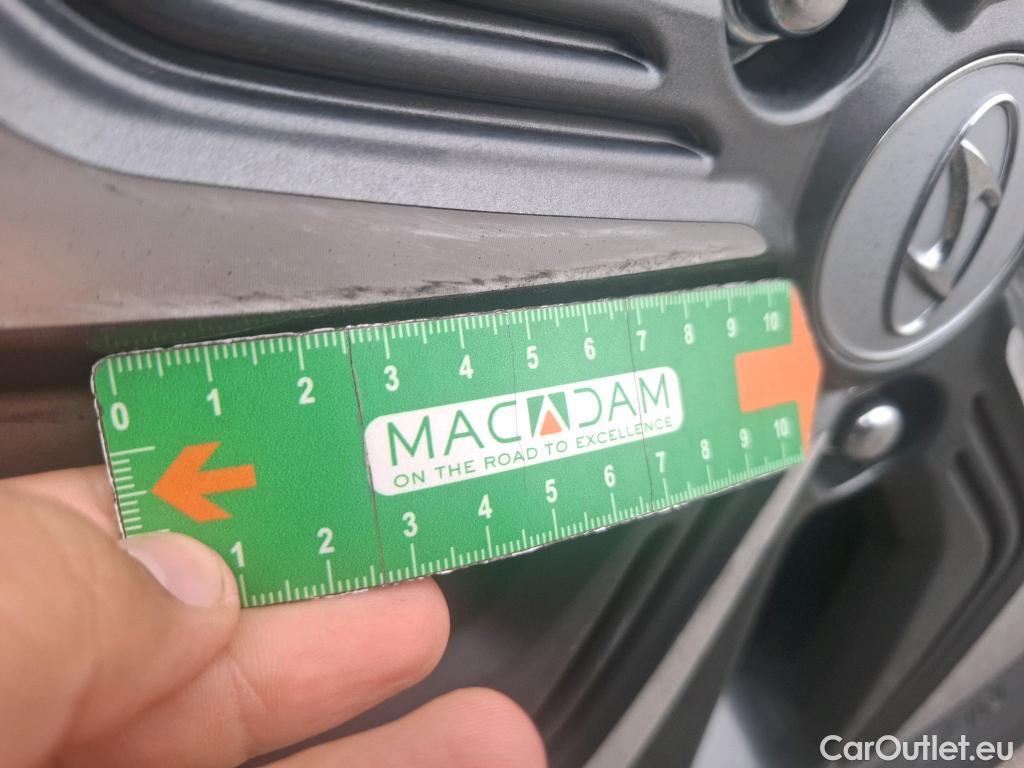 0 1 2 3 4 5 6 7 8 9 10
MACADAM
ON THE ROAD TO EXCELLENCE
1 2 3 4 5 6 7 8 9 10
CarOutlet.eu